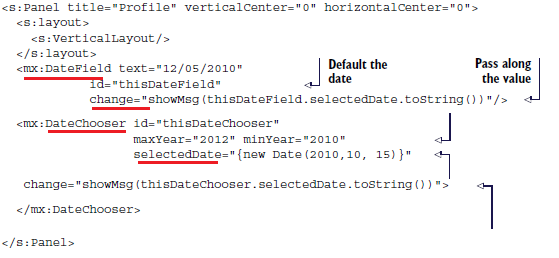 <s:Panel title="Profile" verticalCenter="0" horizontalCenter="0">
<s:layout>
<s:VerticalLayout/>
</s:layout>
<mx:DateField text="12/05/2010"
id="thisDateField"
change="showMsg(thisDateField.selectedDate.toString())"/>
Default the
date
Pass along
the value
<mx:DateChooser id="thisDateChooser"
maxYear="2012" minYear="2010"
selectedDate="{new Date(2010,10, 15)}"
change="showMsg(thisDateChooser.selectedDate.toString())">
</mx:DateChooser>
</s:Panel>